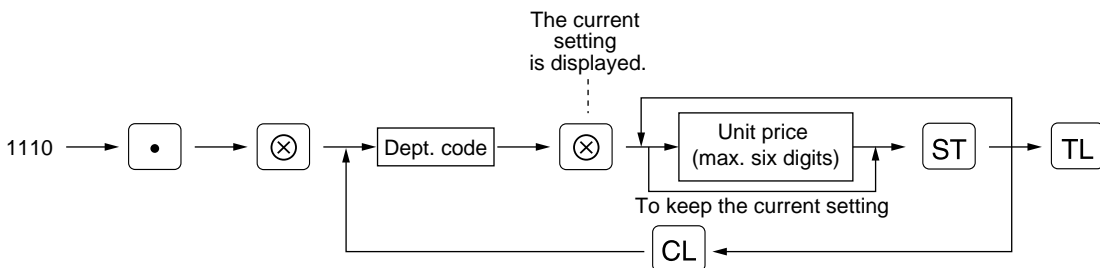 The current
setting
is displayed.
1110
•
⊗
Dept. code
⊗
Unit price
(max. six digits)
ST
TL
To keep the current setting
CL